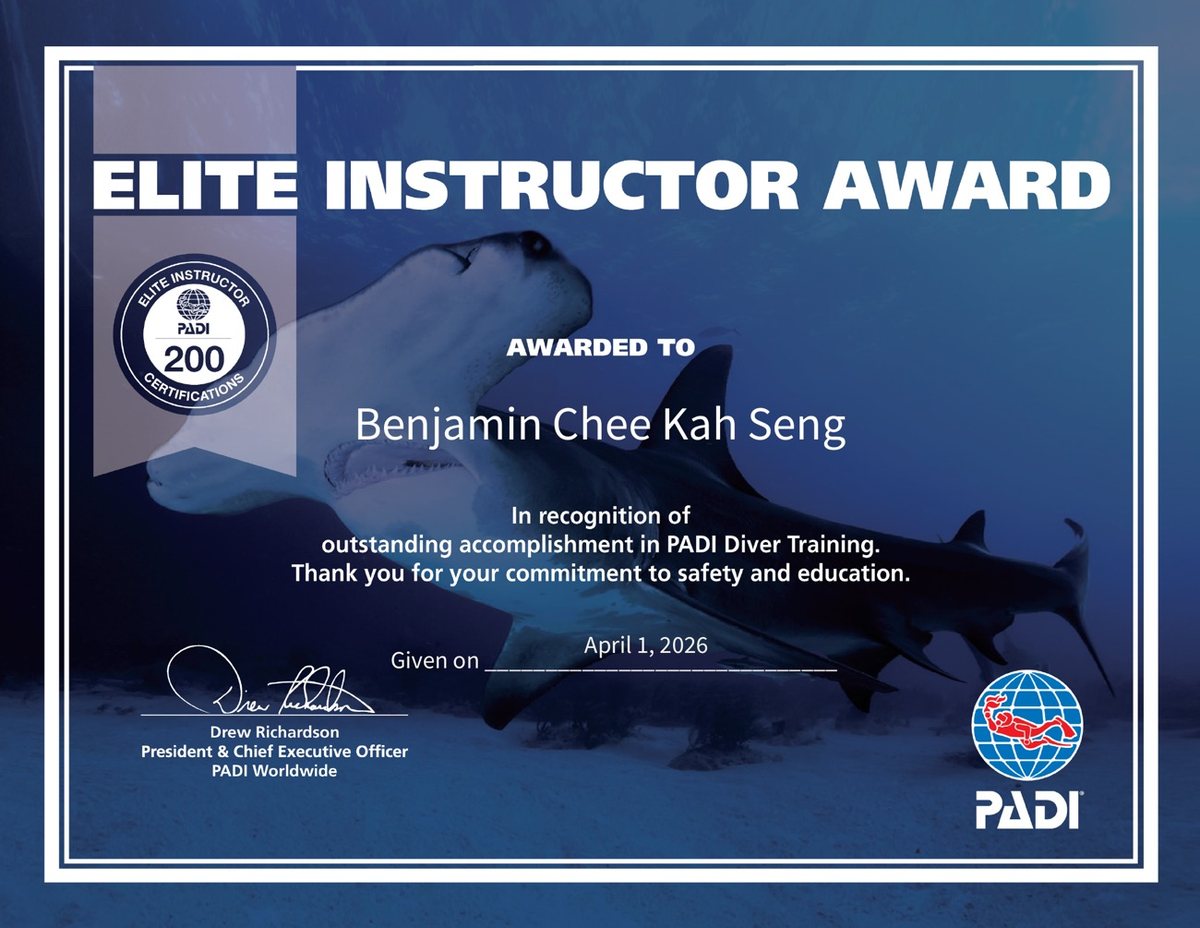 ELITE INSTRUCTOR AWARD
ELITE INSTRUCTOR
PADI
200
CERTIFICATIONS
AWARDED TO
Benjamin Chee Kah Seng
In recognition of
outstanding accomplishment in PADI Diver Training.
Thank you for your commitment to safety and education.
Given on April 1, 2026
Drew Richardson
Drew Richardson
President & Chief Executive Officer
PADI Worldwide
PADI®